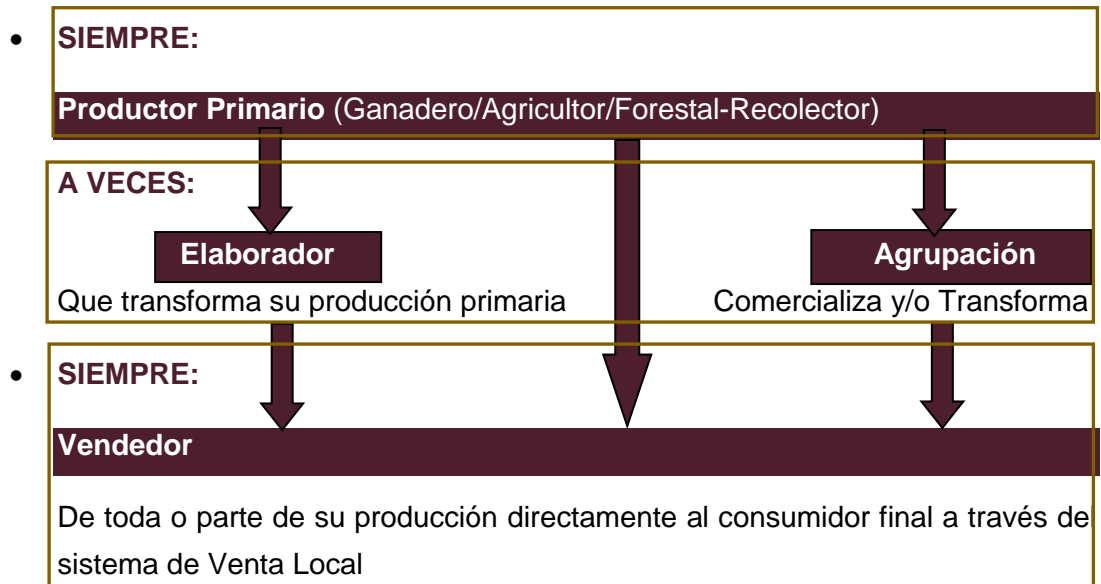 • SIEMPRE:
Productor Primario (Ganadero/Agricultor/Forestal-Recolector)
A VECES:
Elaborador
Agrupación
Que transforma su producción primaria
Comercializa y/o Transforma
• SIEMPRE:
Vendedor
De toda o parte de su producción directamente al consumidor final a través de
sistema de Venta Local